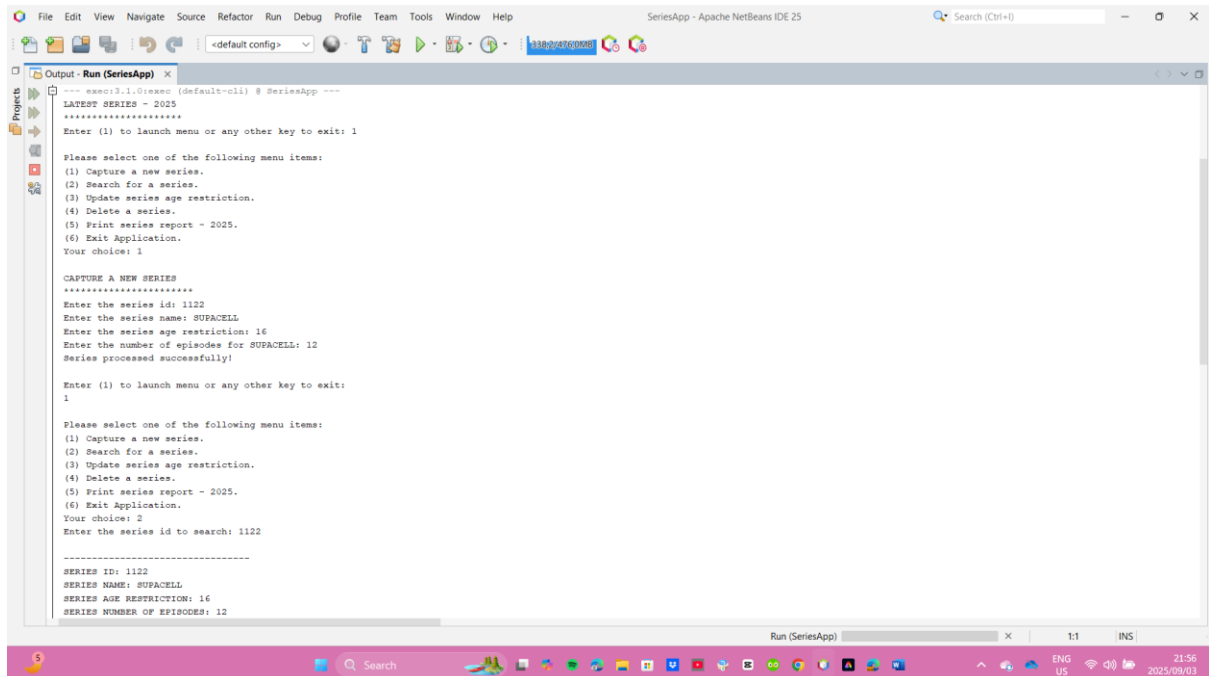 File Edit View Navigate Source Refactor Run Debug Profile Team Tools Window Help
SeriesApp - Apache NetBeans IDE 25
Search (Ctrl+I)
<default config>
338.2/476.0MB
Output - Run (SeriesApp) ×
Projects
--- exec:3.1.0:exec (default-cli) @ SeriesApp ---
LATEST SERIES - 2025
*********************
Enter (1) to launch menu or any other key to exit: 1
Please select one of the following menu items:
(1) Capture a new series.
(2) Search for a series.
(3) Update series age restriction.
(4) Delete a series.
(5) Print series report - 2025.
(6) Exit Application.
Your choice: 1
CAPTURE A NEW SERIES
***********************
Enter the series id: 1122
Enter the series name: SUPACELL
Enter the series age restriction: 16
Enter the number of episodes for SUPACELL: 12
Series processed successfully!
Enter (1) to launch menu or any other key to exit:
1
Please select one of the following menu items:
(1) Capture a new series.
(2) Search for a series.
(3) Update series age restriction.
(4) Delete a series.
(5) Print series report - 2025.
(6) Exit Application.
Your choice: 2
Enter the series id to search: 1122
---------------------------------
SERIES ID: 1122
SERIES NAME: SUPACELL
SERIES AGE RESTRICTION: 16
SERIES NUMBER OF EPISODES: 12
Run (SeriesApp)
1:1
INS
5
Search
ENG
US
21:56
2025/09/03